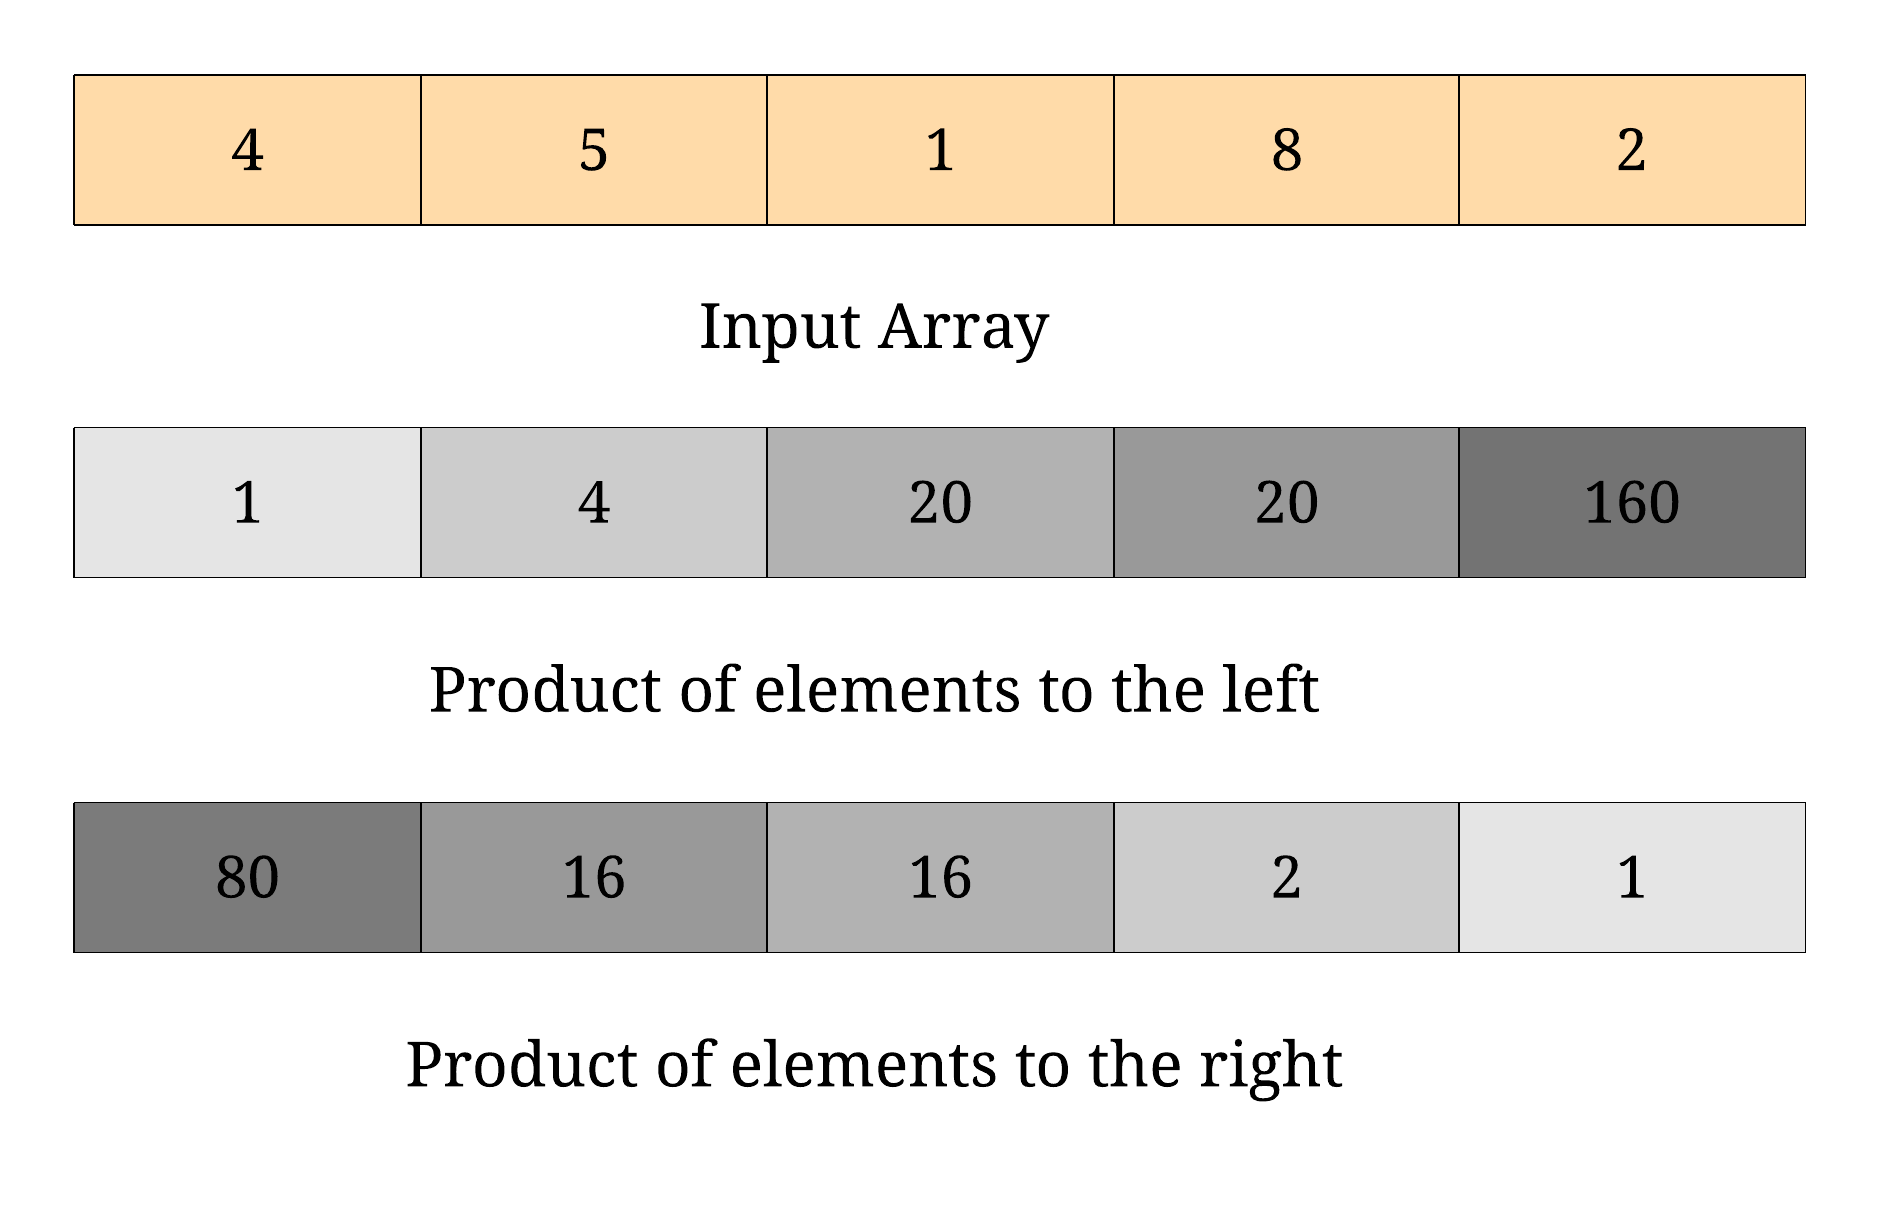 4 5 1 8 2
Input Array
1 4 20 20 160
Product of elements to the left
80 16 16 2 1
Product of elements to the right